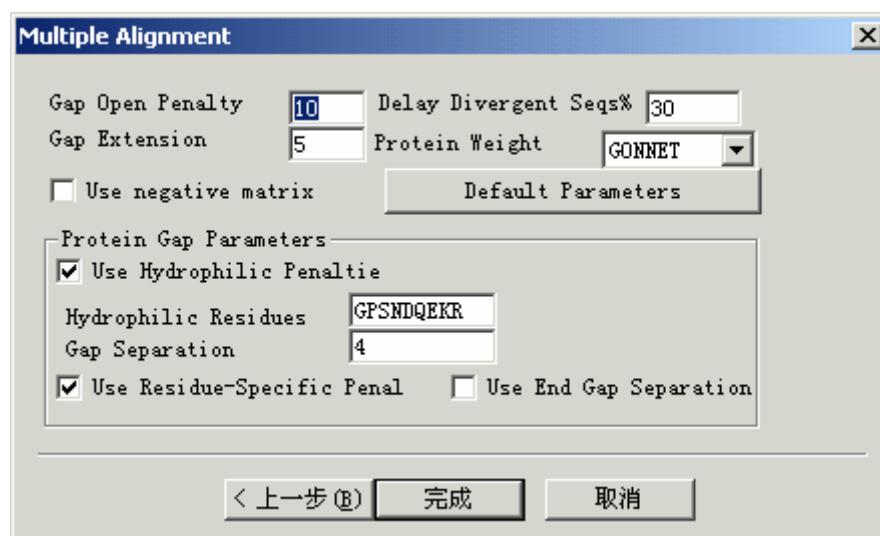 Multiple Alignment
Gap Open Penalty 10 Delay Divergent Seqs% 30
Gap Extension 5 Protein Weight GONNET
Use negative matrix Default Parameters
Protein Gap Parameters
Use Hydrophilic Penaltie
Hydrophilic Residues GPSNDQEKR
Gap Separation 4
Use Residue-Specific Penal Use End Gap Separation
< 上一步(B) 完成 取消